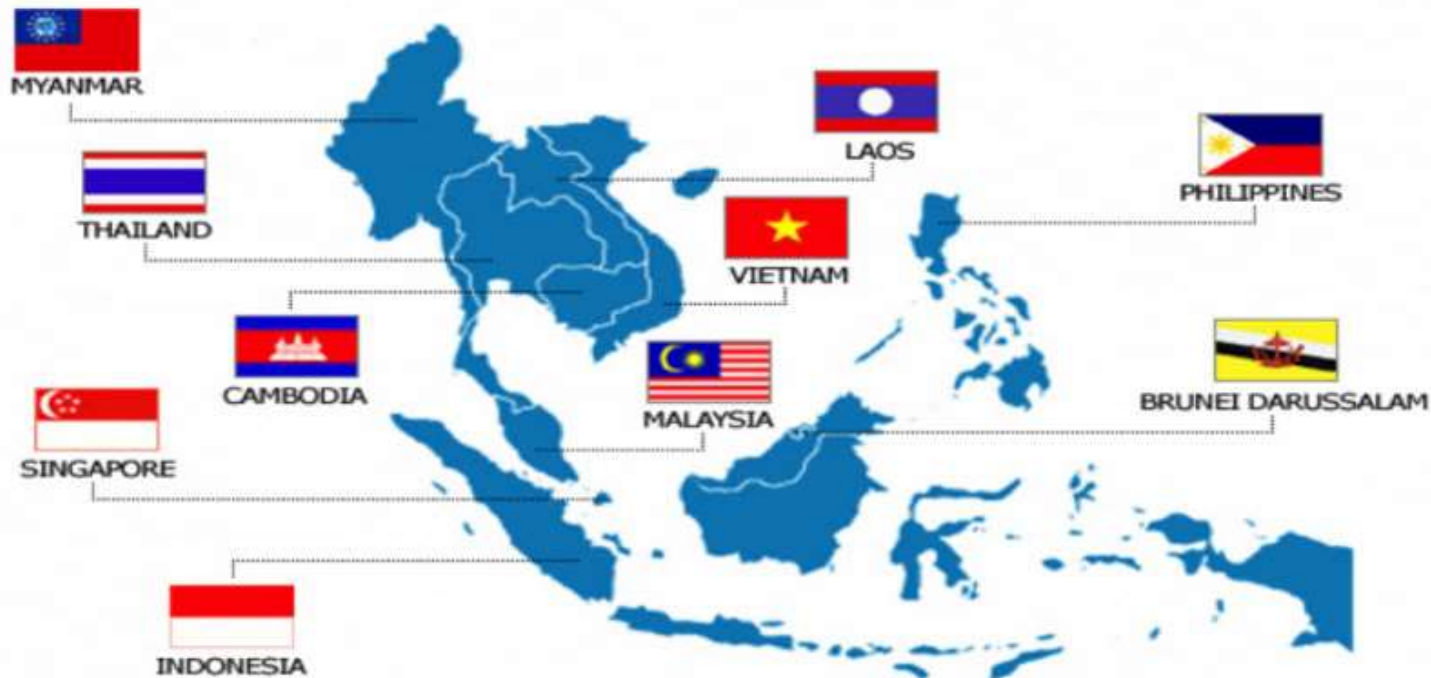 MYANMAR
LAOS
PHILIPPINES
THAILAND
VIETNAM
CAMBODIA
MALAYSIA
BRUNEI DARUSSALAM
SINGAPORE
INDONESIA